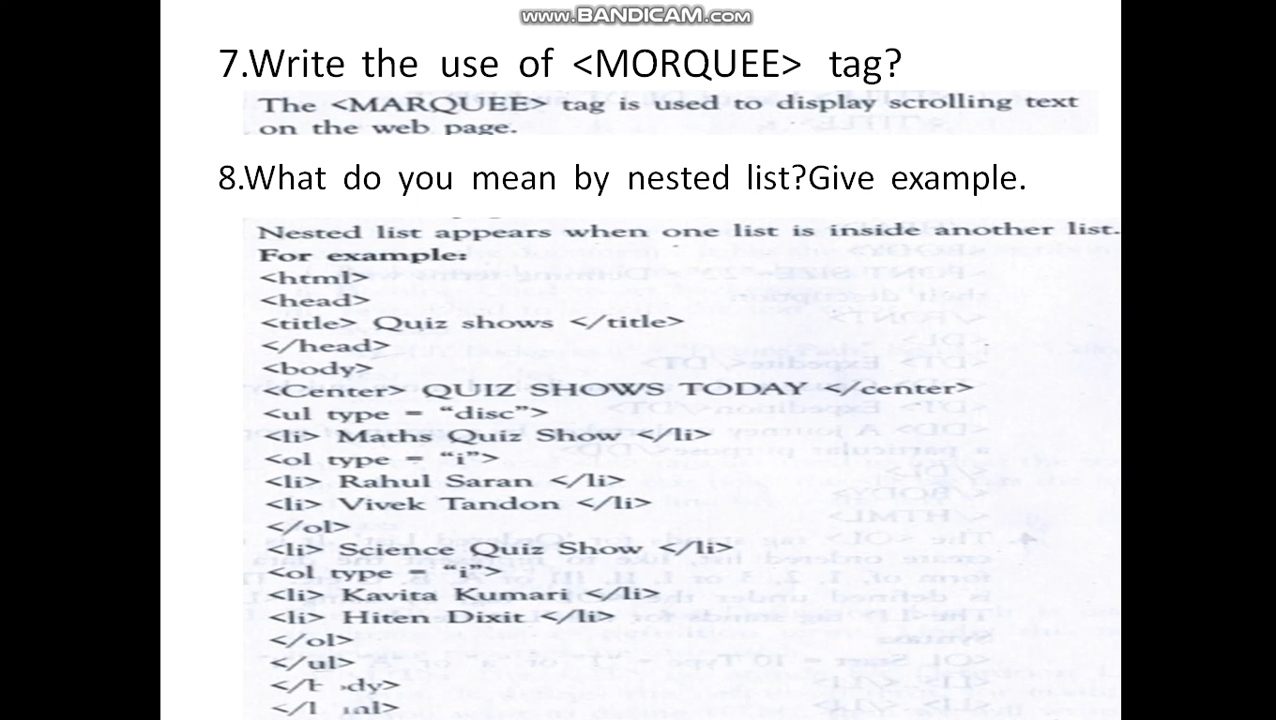 www.BANDICAM.com
7.Write the use of <MORQUEE> tag?
The <MARQUEE> tag is used to display scrolling text
on the web page.
8.What do you mean by nested list?Give example.
Nested list appears when one list is inside another list.
For example:
<html>
<head>
<title> Quiz shows </title>
</head>
<body>
<Center> QUIZ SHOWS TODAY </center>
<ul type = “disc”>
<li> Maths Quiz Show </li>
<ol type = “i”>
<li> Rahul Saran </li>
<li> Vivek Tandon </li>
</ol>
<li> Science Quiz Show </li>
<ol type = “i”>
<li> Kavita Kumari </li>
<li> Hiten Dixit </li>
</ol>
</ul>